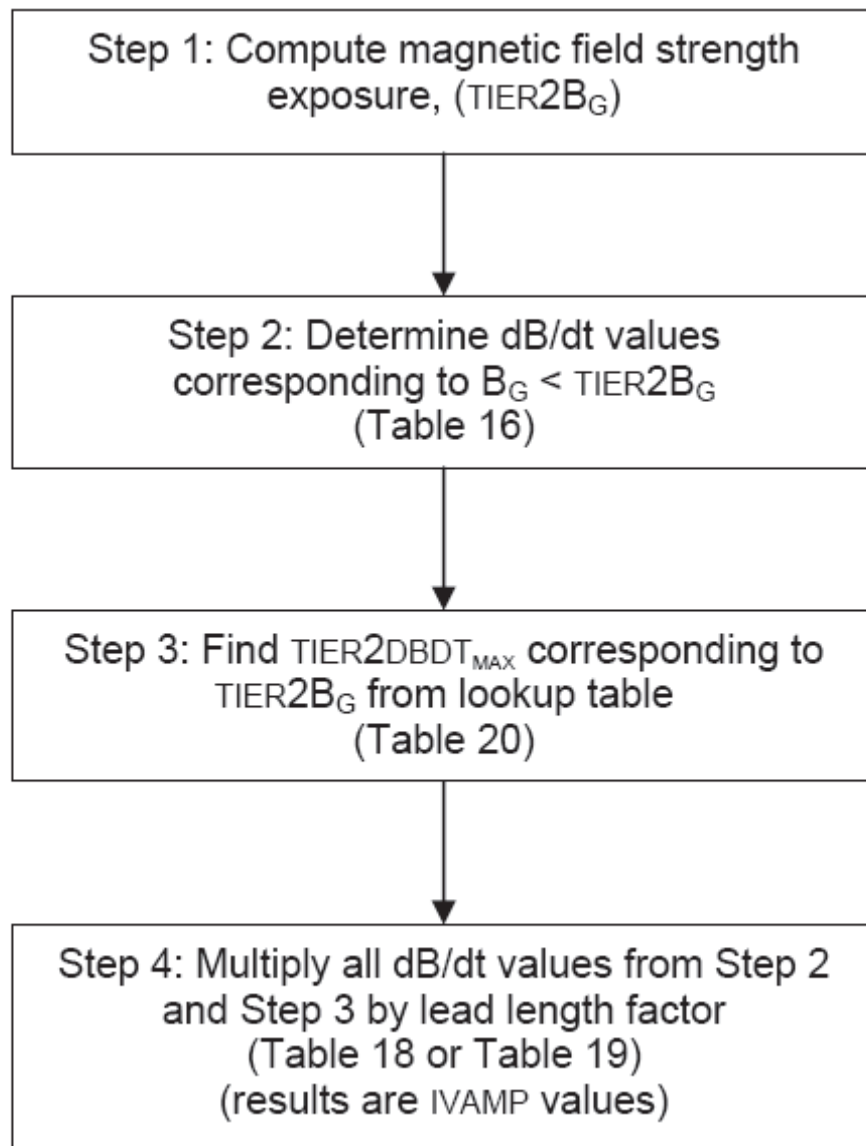 Step 1: Compute magnetic field strength
exposure, (TIER2BG)
Step 2: Determine dB/dt values
corresponding to BG < TIER2BG
(Table 16)
Step 3: Find TIER2DBDTMAX corresponding to
TIER2BG from lookup table
(Table 20)
Step 4: Multiply all dB/dt values from Step 2
and Step 3 by lead length factor
(Table 18 or Table 19)
(results are IVAMP values)